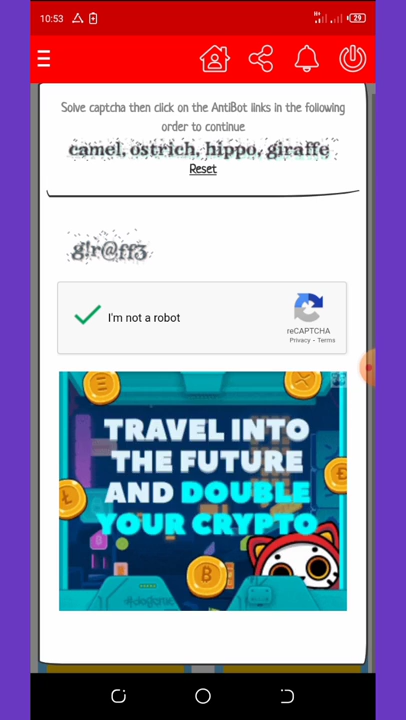 10:53
29
Solve captcha then click on the AntiBot links in the following
order to continue
camel, ostrich, hippo, giraffe
Reset
g!r@ff3
I'm not a robot
reCAPTCHA
Privacy - Terms
TRAVEL INTO
THE FUTURE
AND DOUBLE
YOUR CRYPTO